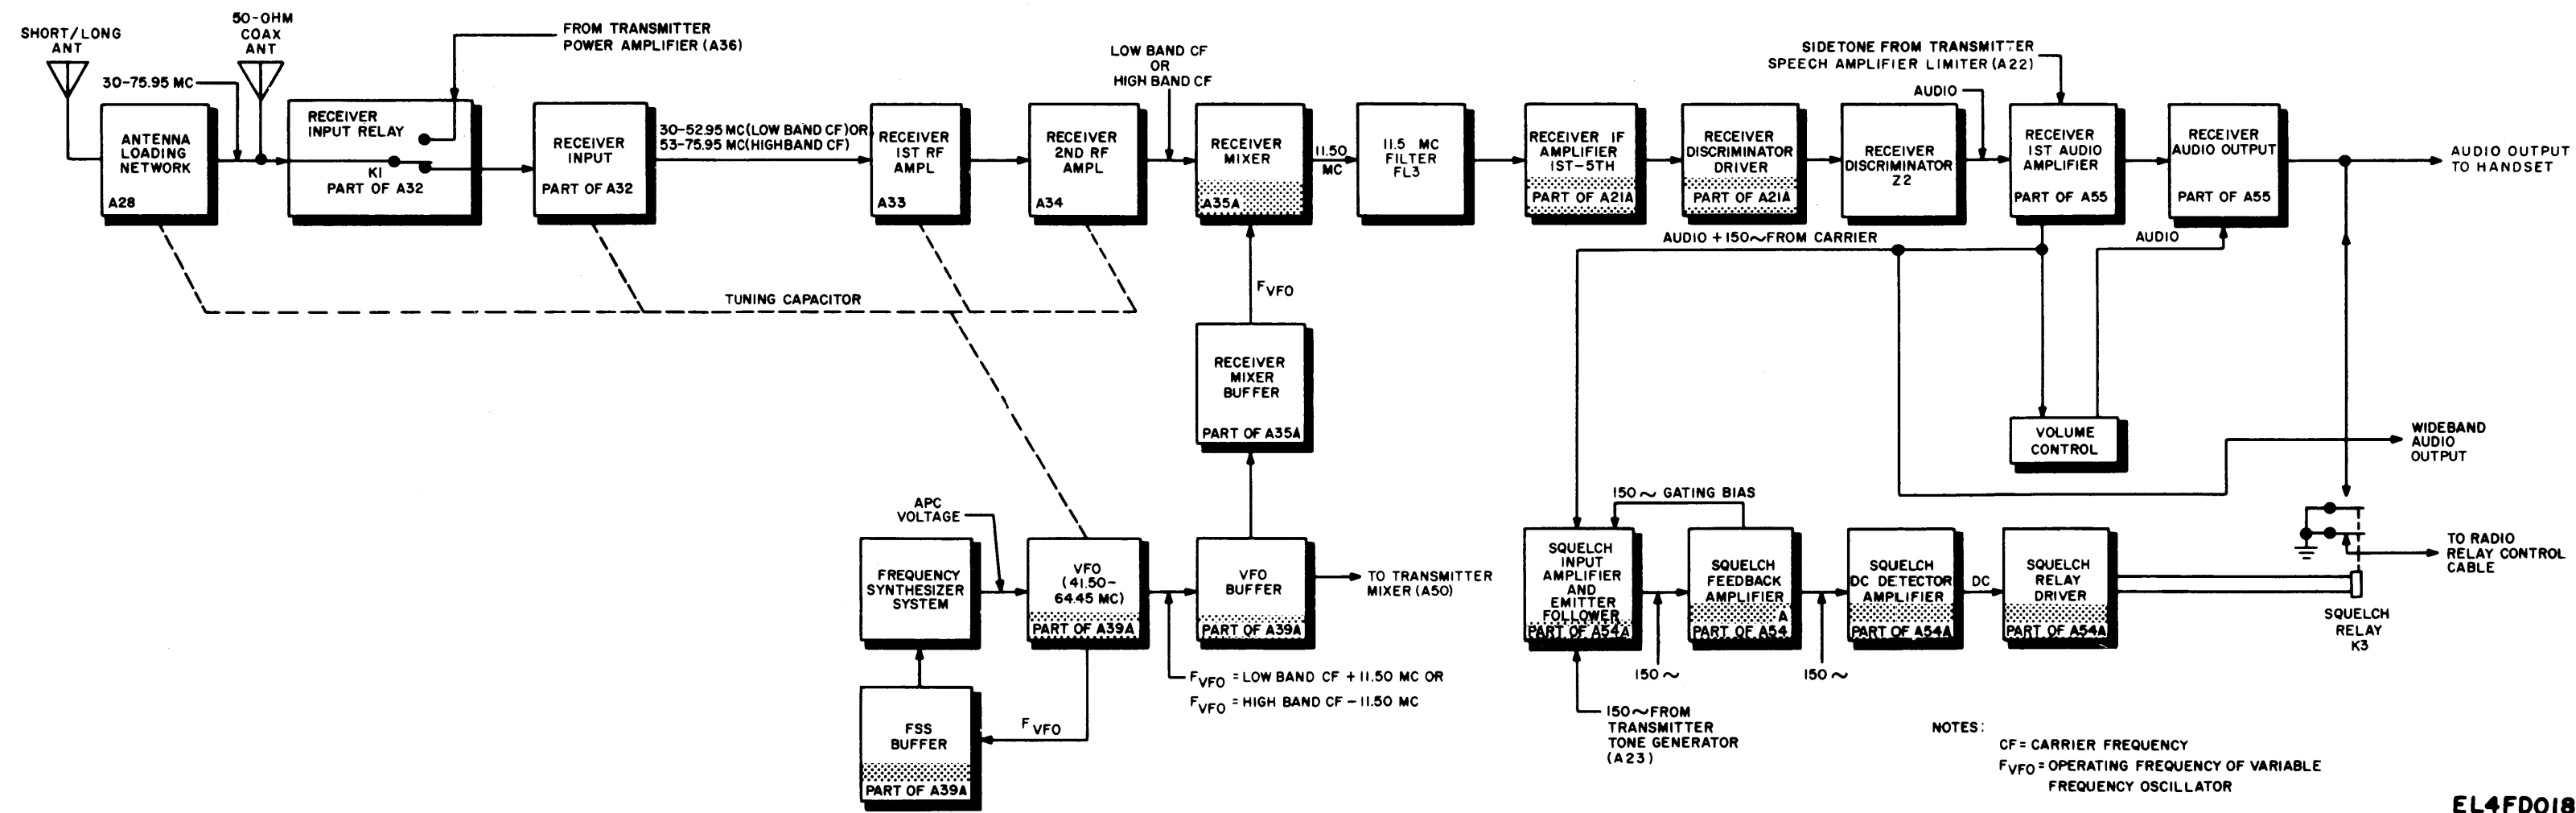 SHORT/LONG
ANT
30-75.95 MC
50-OHM
COAX
ANT
FROM TRANSMITTER
POWER AMPLIFIER (A36)
ANTENNA
LOADING
NETWORK
A28
RECEIVER
INPUT RELAY
K1
PART OF A32
RECEIVER
INPUT
PART OF A32
30-52.95 MC(LOW BAND CF)OR
53-75.95 MC(HIGH BAND CF)
RECEIVER
1ST RF
AMPL
A33
RECEIVER
2ND RF
AMPL
A34
LOW BAND CF
OR
HIGH BAND CF
RECEIVER
MIXER
A35A
11.50
MC
11.5 MC
FILTER
FL3
RECEIVER IF
AMPLIFIER
1ST-5TH
PART OF A21A
RECEIVER
DISCRIMINATOR
DRIVER
PART OF A21A
RECEIVER
DISCRIMINATOR
Z2
AUDIO
SIDETONE FROM TRANSMITTER
SPEECH AMPLIFIER LIMITER (A22)
RECEIVER
1ST AUDIO
AMPLIFIER
PART OF A55
RECEIVER
AUDIO OUTPUT
PART OF A55
AUDIO OUTPUT
TO HANDSET
AUDIO + 150~ FROM CARRIER
AUDIO
TUNING CAPACITOR
FVFO
RECEIVER
MIXER
BUFFER
PART OF A35A
VOLUME
CONTROL
WIDEBAND
AUDIO
OUTPUT
APC
VOLTAGE
FREQUENCY
SYNTHESIZER
SYSTEM
VFO
(41.50-
64.45 MC)
PART OF A39A
VFO
BUFFER
PART OF A39A
TO TRANSMITTER
MIXER (A50)
FVFO = LOW BAND CF + 11.50 MC OR
FVFO = HIGH BAND CF - 11.50 MC
FVFO
FSS
BUFFER
PART OF A39A
150~ GATING BIAS
SQUELCH
INPUT
AMPLIFIER
AND
EMITTER
FOLLOWER
PART OF A54A
SQUELCH
FEEDBACK
AMPLIFIER
A
PART OF A54
SQUELCH
DC DETECTOR
AMPLIFIER
PART OF A54A
DC
SQUELCH
RELAY
DRIVER
PART OF A54A
150~
150~
150~ FROM
TRANSMITTER
TONE GENERATOR
(A23)
TO RADIO
RELAY CONTROL
CABLE
SQUELCH
RELAY
K3
NOTES:
CF = CARRIER FREQUENCY
FVFO = OPERATING FREQUENCY OF VARIABLE
FREQUENCY OSCILLATOR
EL4FD018